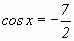 cos x = -7/2